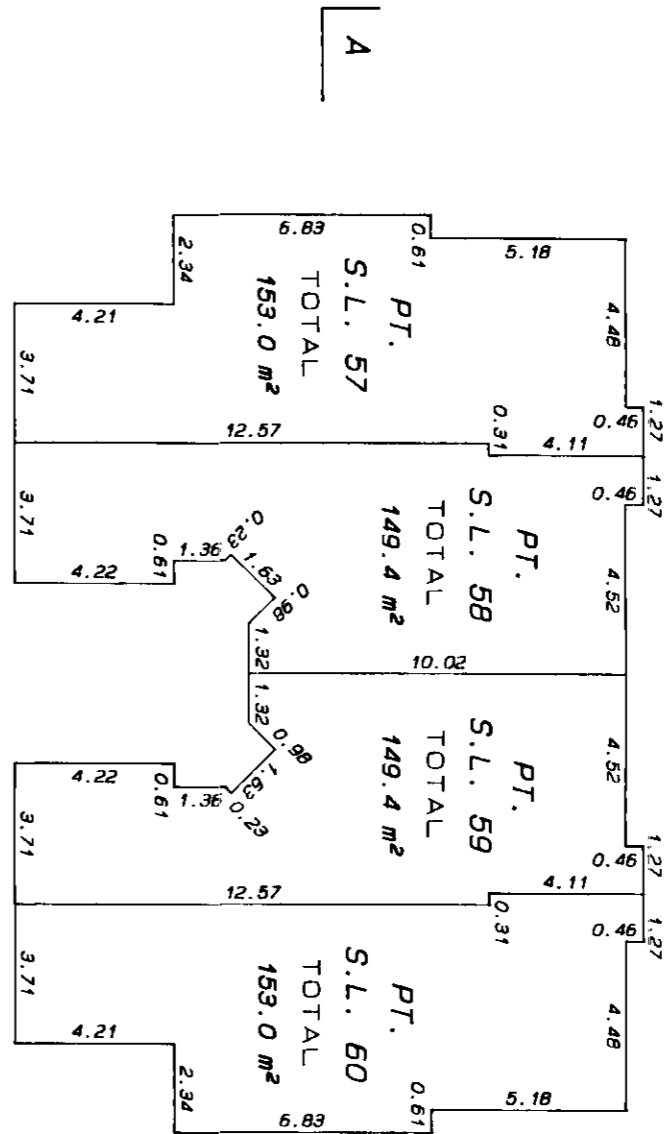 A
6.83
0.61
5.18
2.34
4.48
PT.
S.L. 57
TOTAL
153.0 m²
4.21
3.71
1.27
0.46
12.57
0.31
4.11
1.27
0.46
3.71
PT.
S.L. 58
TOTAL
149.4 m²
0.23
1.36
1.63
0.61
4.22
0.98
4.52
1.32
10.02
1.32
PT.
S.L. 59
TOTAL
149.4 m²
4.52
0.98
4.22
0.61
1.63
1.36
0.23
3.71
1.27
0.46
4.11
12.57
0.31
0.46
1.27
3.71
PT.
S.L. 60
TOTAL
153.0 m²
4.48
4.21
2.34
0.61
5.18
6.83